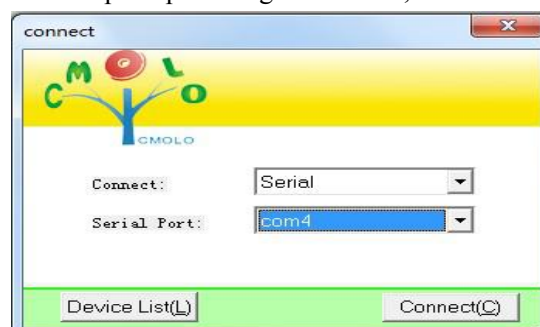 connect
CMOLO
CMOLO
Connect: Serial
Serial Port: com4
Device List(L) Connect(C)